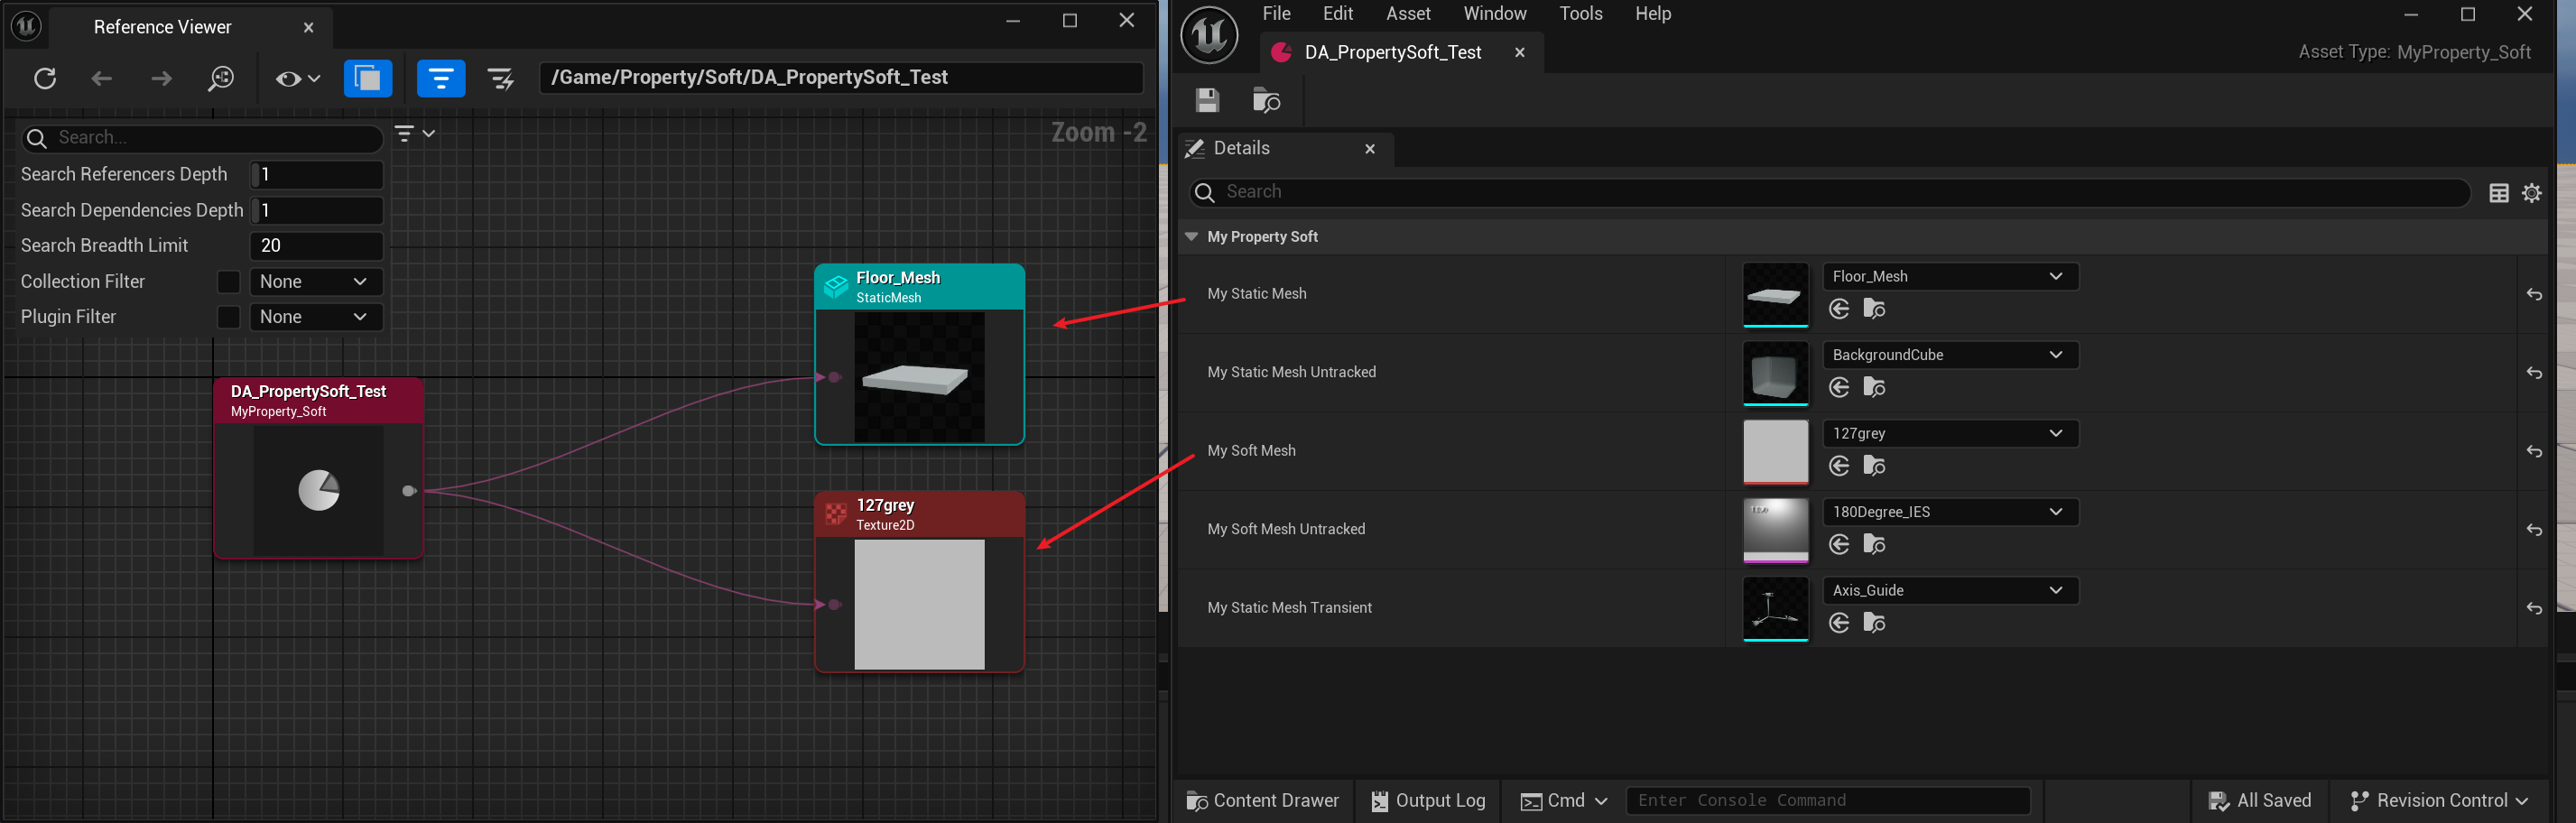 Reference Viewer
/Game/Property/Soft/DA_PropertySoft_Test
Search...
Zoom -2
Search Referencers Depth 1
Search Dependencies Depth 1
Search Breadth Limit 20
Collection Filter None
Plugin Filter None
DA_PropertySoft_Test
MyProperty_Soft
Floor_Mesh
StaticMesh
127grey
Texture2D
File Edit Asset Window Tools Help
DA_PropertySoft_Test
Asset Type: MyProperty_Soft
Details
Search
My Property Soft
My Static Mesh Floor_Mesh
My Static Mesh Untracked BackgroundCube
My Soft Mesh 127grey
My Soft Mesh Untracked 180Degree_IES
My Static Mesh Transient Axis_Guide
Content Drawer Output Log Cmd Enter Console Command All Saved Revision Control